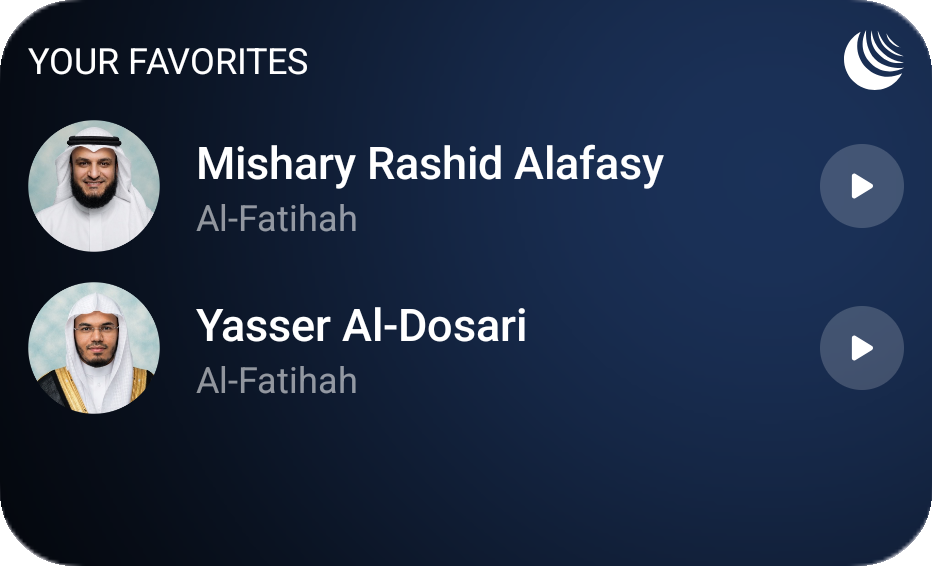 YOUR FAVORITES
Mishary Rashid Alafasy
Al-Fatihah
Yasser Al-Dosari
Al-Fatihah